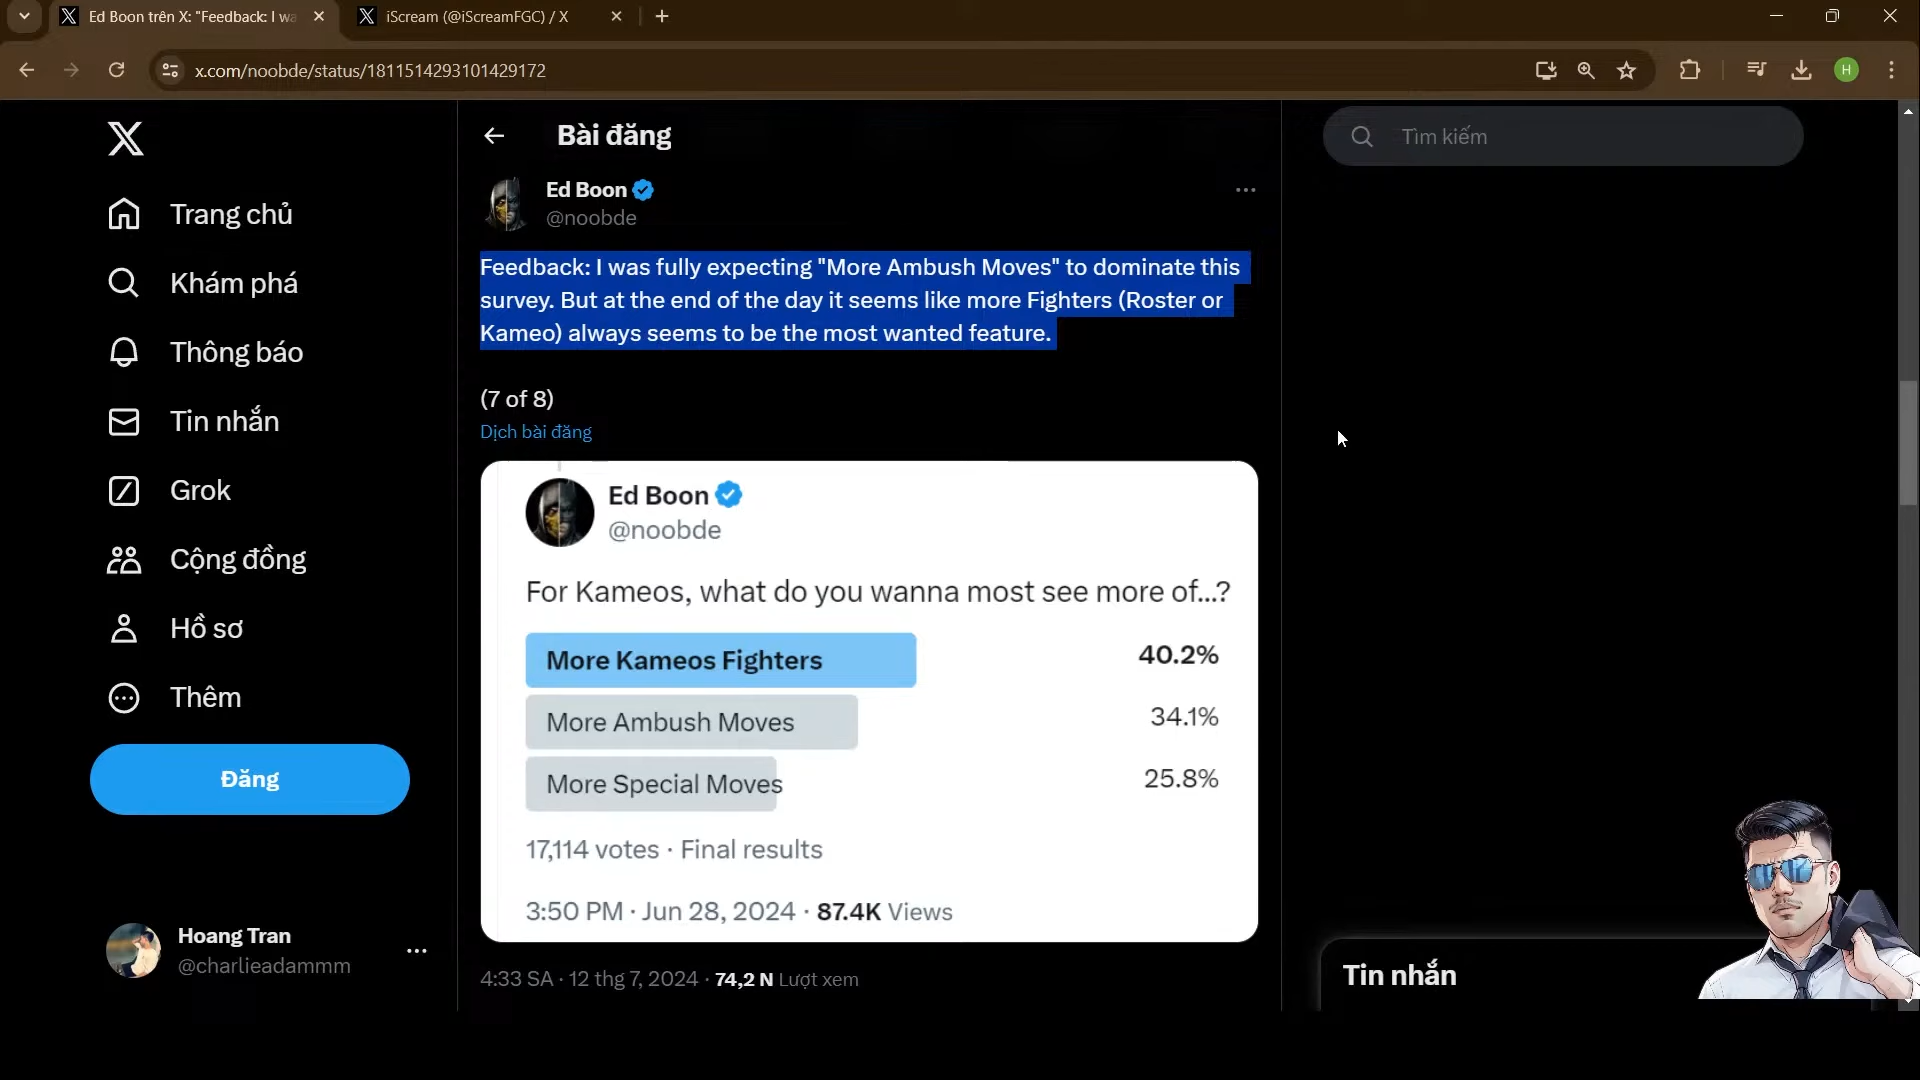 Ed Boon trên X: "Feedback: I wa
iScream (@iScreamFGC) / X
x.com/noobde/status/1811514293101429172
H
Bài đăng
Tìm kiếm
Trang chủ
Khám phá
Thông báo
Tin nhắn
Grok
Cộng đồng
Hồ sơ
Thêm
Đăng
Hoang Tran
@charlieadammm
Ed Boon
@noobde
Feedback: I was fully expecting "More Ambush Moves" to dominate this
survey. But at the end of the day it seems like more Fighters (Roster or
Kameo) always seems to be the most wanted feature.
(7 of 8)
Dịch bài đăng
Ed Boon
@noobde
For Kameos, what do you wanna most see more of...?
More Kameos Fighters 40.2%
More Ambush Moves 34.1%
More Special Moves 25.8%
17,114 votes · Final results
3:50 PM · Jun 28, 2024 · 87.4K Views
4:33 SA · 12 thg 7, 2024 · 74,2 N Lượt xem
Tin nhắn